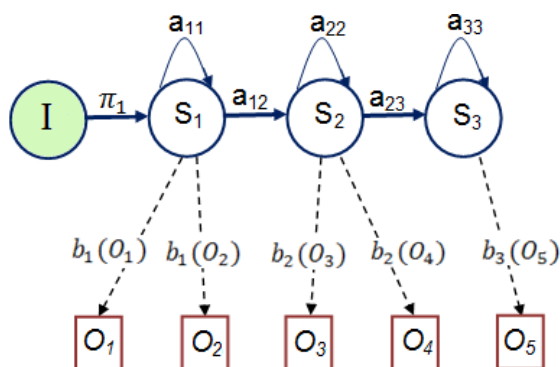 a₁₁ a₂₂ a₃₃
I π₁ S₁ a₁₂ S₂ a₂₃ S₃
b₁(O₁) b₁(O₂) b₂(O₃) b₂(O₄) b₃(O₅)
O₁ O₂ O₃ O₄ O₅